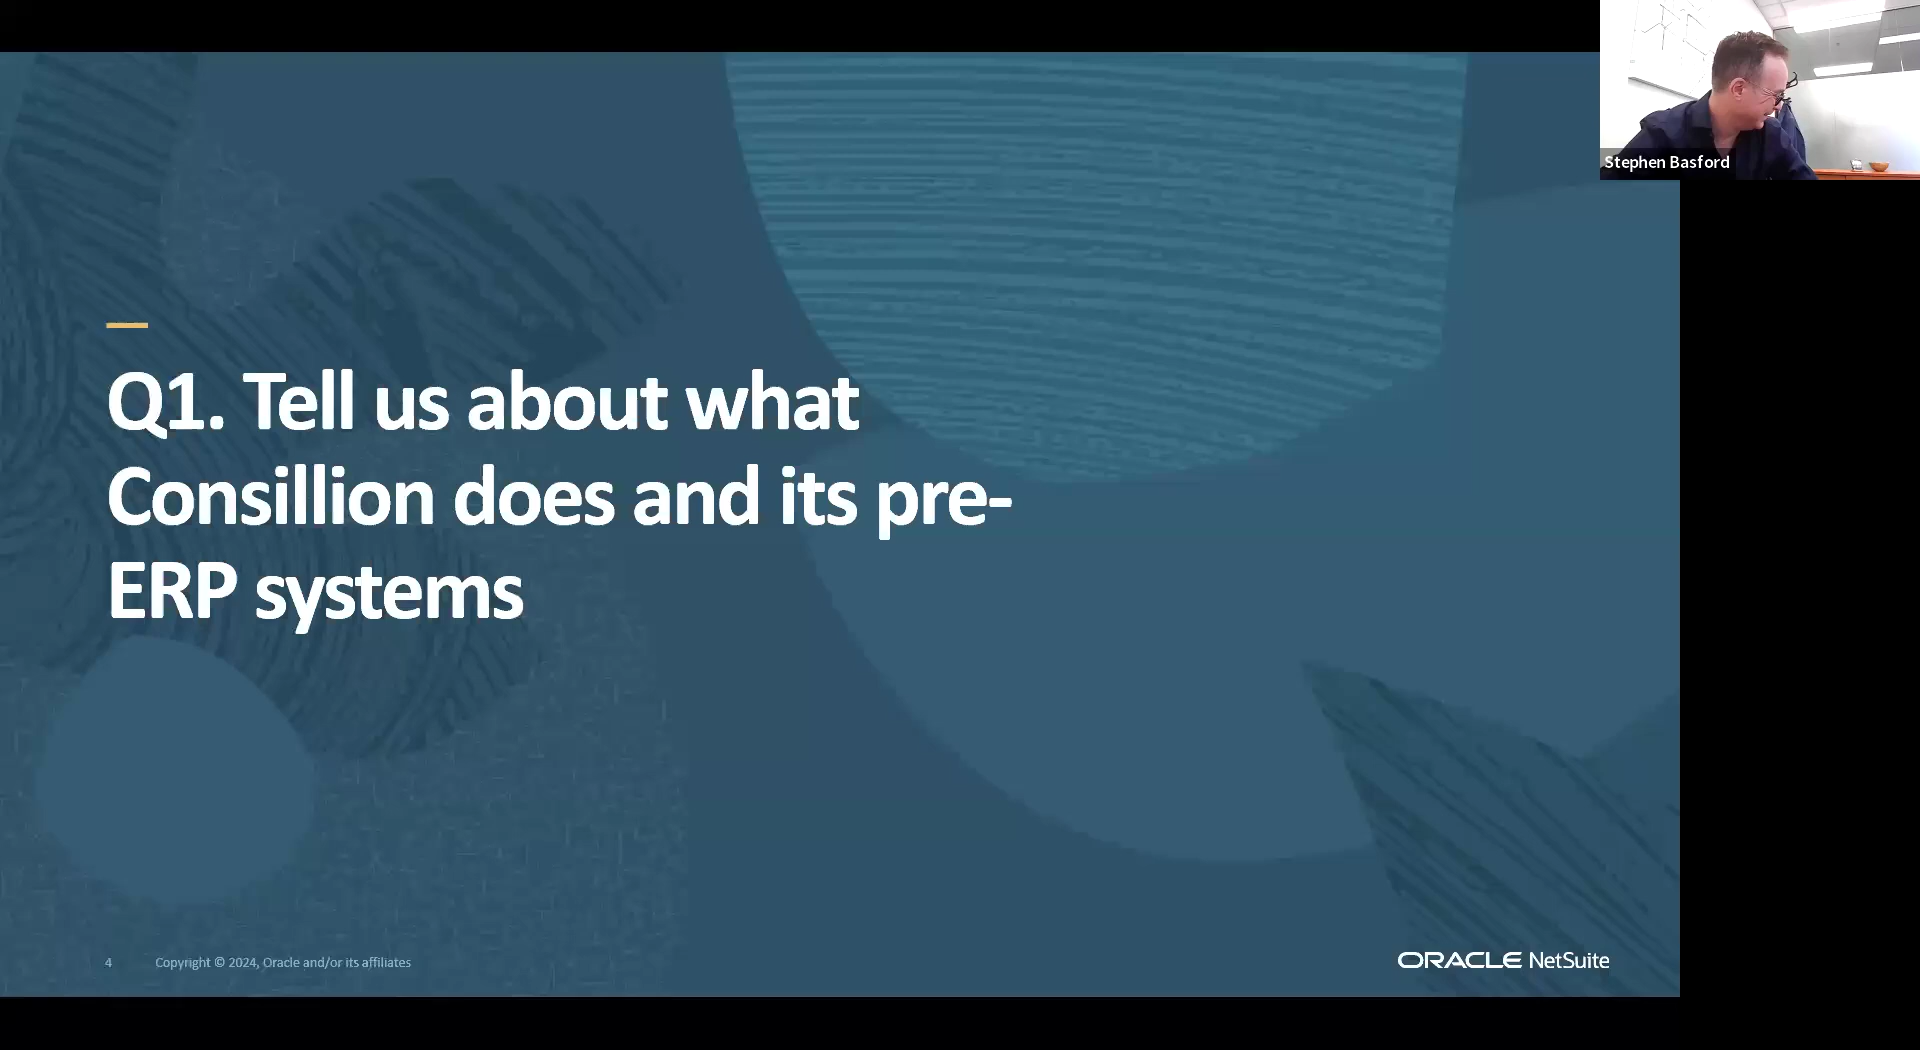 Stephen Basford
Q1. Tell us about what
Consillion does and its pre-
ERP systems
4 Copyright © 2024, Oracle and/or its affiliates
ORACLE NetSuite